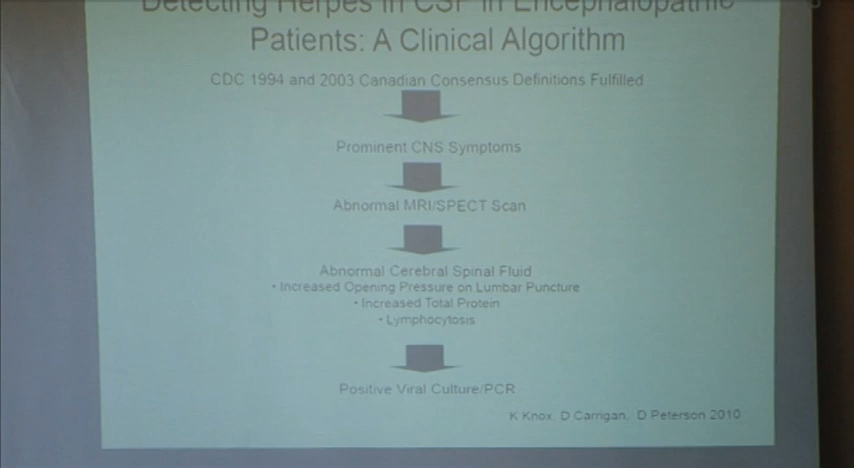 Detecting Herpes in CSF in Encephalopathic
Patients: A Clinical Algorithm
CDC 1994 and 2003 Canadian Consensus Definitions Fulfilled
Prominent CNS Symptoms
Abnormal MRI/SPECT Scan
Abnormal Cerebral Spinal Fluid
• Increased Opening Pressure on Lumbar Puncture
• Increased Total Protein
• Lymphocytosis
Positive Viral Culture/PCR
K Knox, D Carrigan, D Peterson 2010